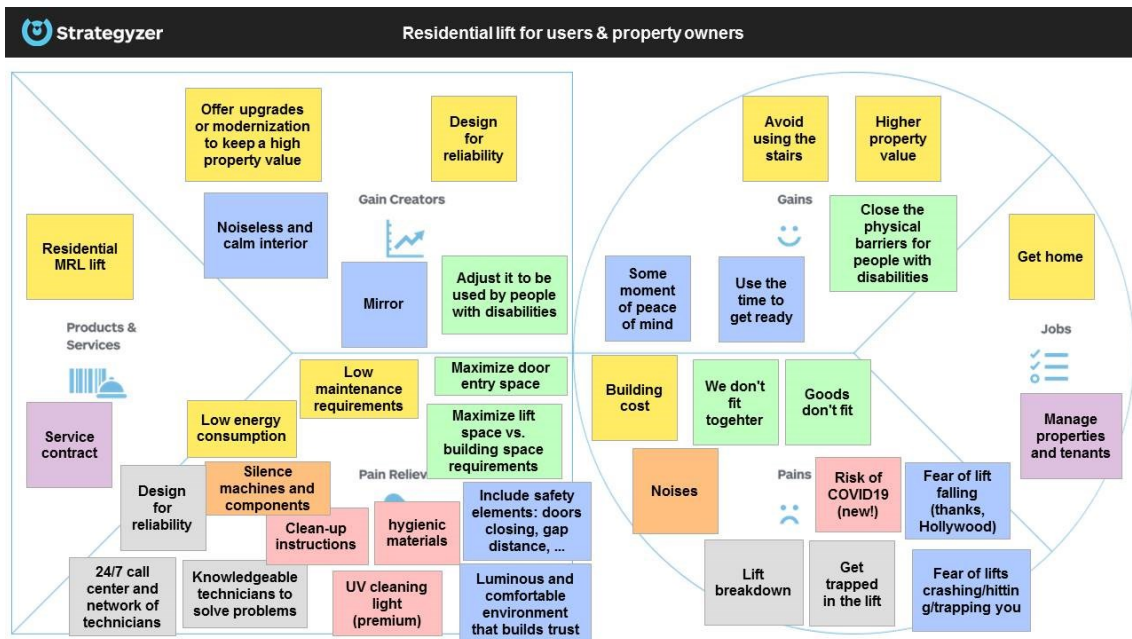 Strategyzer
Residential lift for users & property owners
Offer upgrades
or modernization
to keep a high
property value
Design
for
reliability
Gain Creators
Noiseless and
calm interior
Mirror
Adjust it to be
used by people
with disabilities
Residential
MRL lift
Products &
Services
Service
contract
Low
maintenance
requirements
Maximize door
entry space
Low energy
consumption
Maximize lift
space vs.
building space
requirements
Silence
machines and
components
Pain Reliev
Design
for
reliability
Clean-up
instructions
hygienic
materials
Include safety
elements: doors
closing, gap
distance, ...
24/7 call
center and
network of
technicians
Knowledgeable
technicians to
solve problems
UV cleaning
light
(premium)
Luminous and
comfortable
environment
that builds trust
Avoid
using the
stairs
Higher
property
value
Gains
Close the
physical
barriers for
people with
disabilities
Some
moment
of peace
of mind
Use the
time to
get ready
Get home
Jobs
Manage
properties
and tenants
Building
cost
We don't
fit
togehter
Goods
don't fit
Noises
Pains
Risk of
COVID19
(new!)
Fear of lift
falling
(thanks,
Hollywood)
Lift
breakdown
Get
trapped
in the lift
Fear of lifts
crashing/hittin
g/trapping you